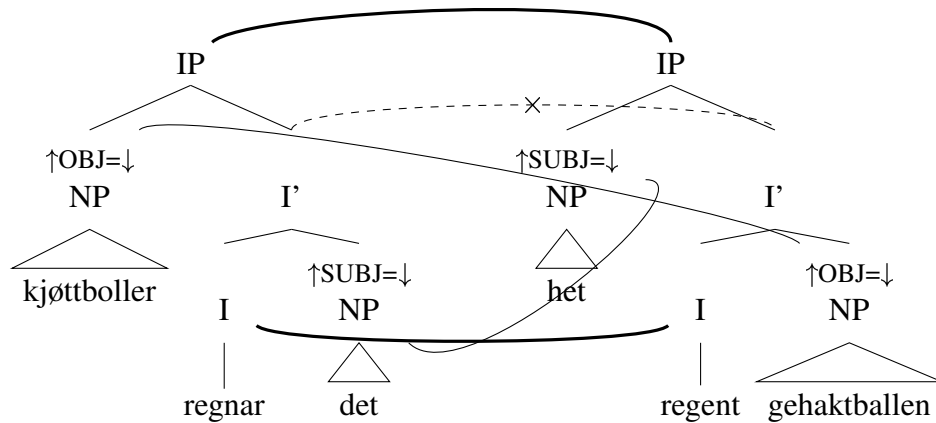 IP IP
↑OBJ=↓ ↑SUBJ=↓
NP I' NP I'
↑SUBJ=↓ ↑OBJ=↓
kjøttboller het
I NP I NP
regnar det regent gehaktballen